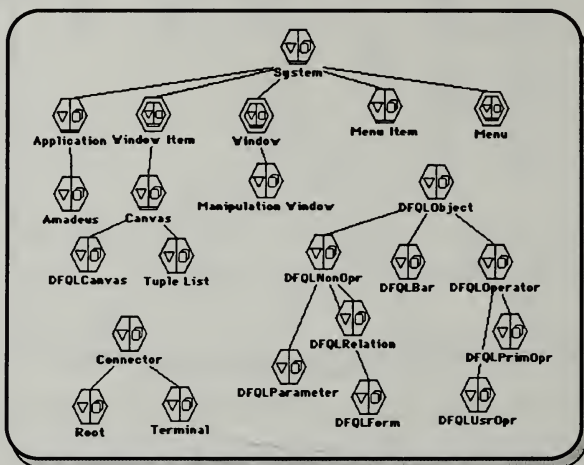 System
Application Window Item Window Menu Item Menu
Amadeus Canvas Manipulation Window DFQLObject
DFQLCanvas Tuple List DFQLNonOpr DFQLBar DFQLOperator
Connector DFQLRelation DFQLPrimOpr
DFQLParameter
Root Terminal DFQLForm DFQLUsrOpr